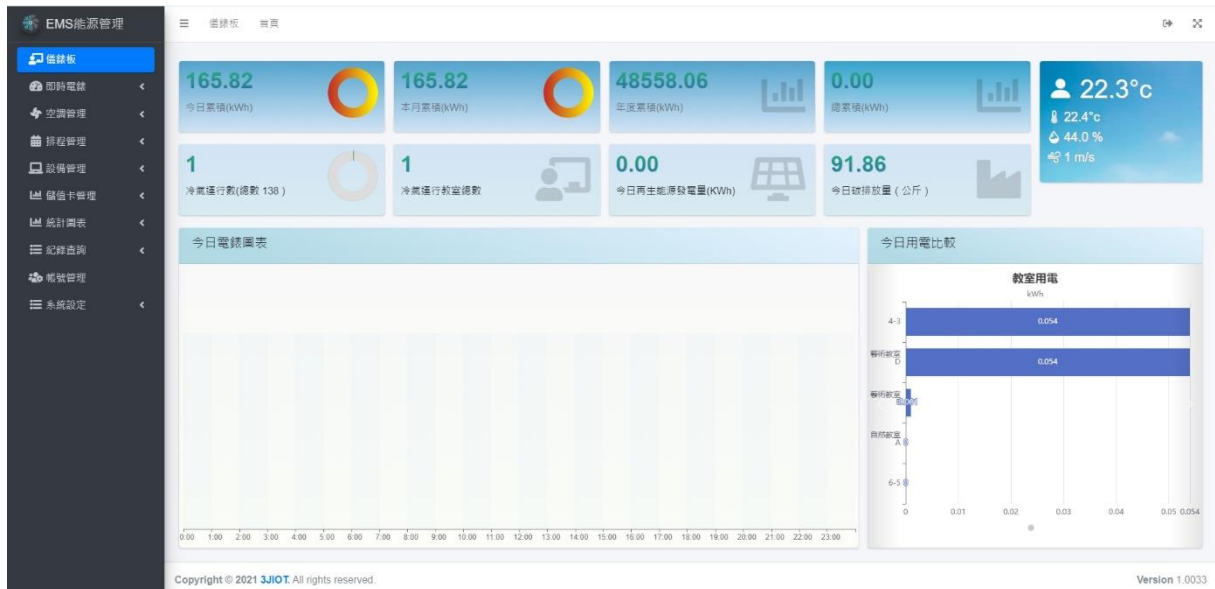 EMS能源管理
儀錶板 首頁
儀錶板
即時電錶
空調管理
排程管理
設備管理
儲值卡管理
統計圖表
紀錄查詢
帳號管理
系統設定
165.82
今日累積(kWh)
165.82
本月累積(kWh)
48558.06
年度累積(kWh)
0.00
總累積(kWh)
22.3°c
22.4°c
44.0 %
1 m/s
1
冷氣運行數(總數 138 )
1
冷氣運行教室總數
0.00
今日再生能源發電量(KWh)
91.86
今日碳排放量 ( 公斤 )
今日電錶圖表
0:00 1:00 2:00 3:00 4:00 5:00 6:00 7:00 8:00 9:00 10:00 11:00 12:00 13:00 14:00 15:00 16:00 17:00 18:00 19:00 20:00 21:00 22:00 23:00
今日用電比較
教室用電
kWh
4-3 0.054
藝術教室D 0.054
藝術教室
自然教室A 0
6-5 0
0 0.01 0.02 0.03 0.04 0.05 0.054
Copyright © 2021 3JIOT. All rights reserved.
Version 1.0033